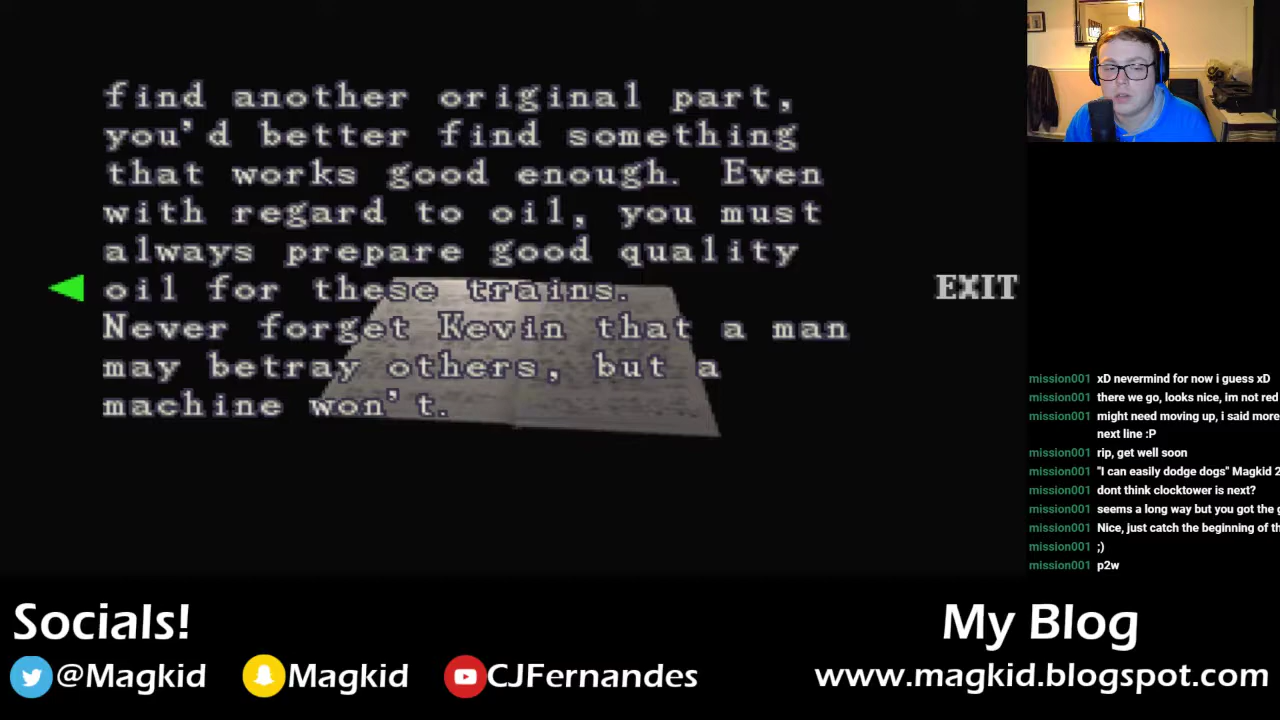 find another original part,
you'd better find something
that works good enough. Even
with regard to oil, you must
always prepare good quality
oil for these trains.
Never forget Kevin that a man
may betray others, but a
machine won't.
EXIT
mission001 xD nevermind for now i guess xD
mission001 there we go, looks nice, im not red
mission001 might need moving up, i said more
next line :P
mission001 rip, get well soon
mission001 "I can easily dodge dogs" Magkid 2
mission001 dont think clocktower is next?
mission001 seems a long way but you got the g
mission001 Nice, just catch the beginning of th
mission001 ;)
mission001 p2w
Socials!
@Magkid
Magkid
CJFernandes
My Blog
www.magkid.blogspot.com